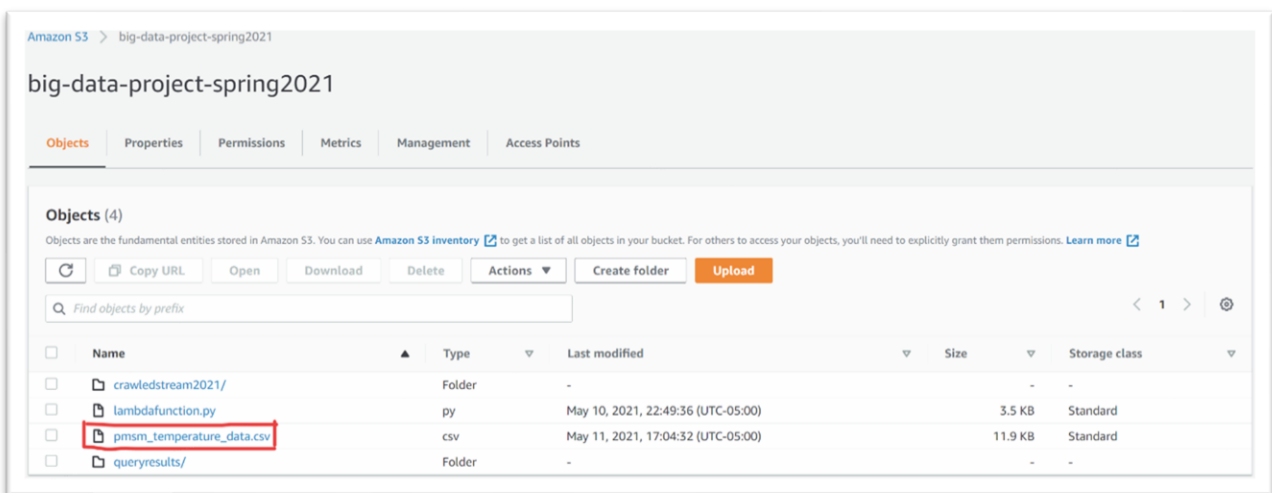 Amazon S3 > big-data-project-spring2021
big-data-project-spring2021
Objects Properties Permissions Metrics Management Access Points
Objects (4)
Objects are the fundamental entities stored in Amazon S3. You can use Amazon S3 inventory to get a list of all objects in your bucket. For others to access your objects, you'll need to explicitly grant them permissions. Learn more
Copy URL Open Download Delete Actions Create folder Upload
Find objects by prefix < 1 >
Name Type Last modified Size Storage class
crawledstream2021/ Folder - - -
lambdafunction.py py May 10, 2021, 22:49:36 (UTC-05:00) 3.5 KB Standard
pmsm_temperature_data.csv csv May 11, 2021, 17:04:32 (UTC-05:00) 11.9 KB Standard
queryresults/ Folder - - -